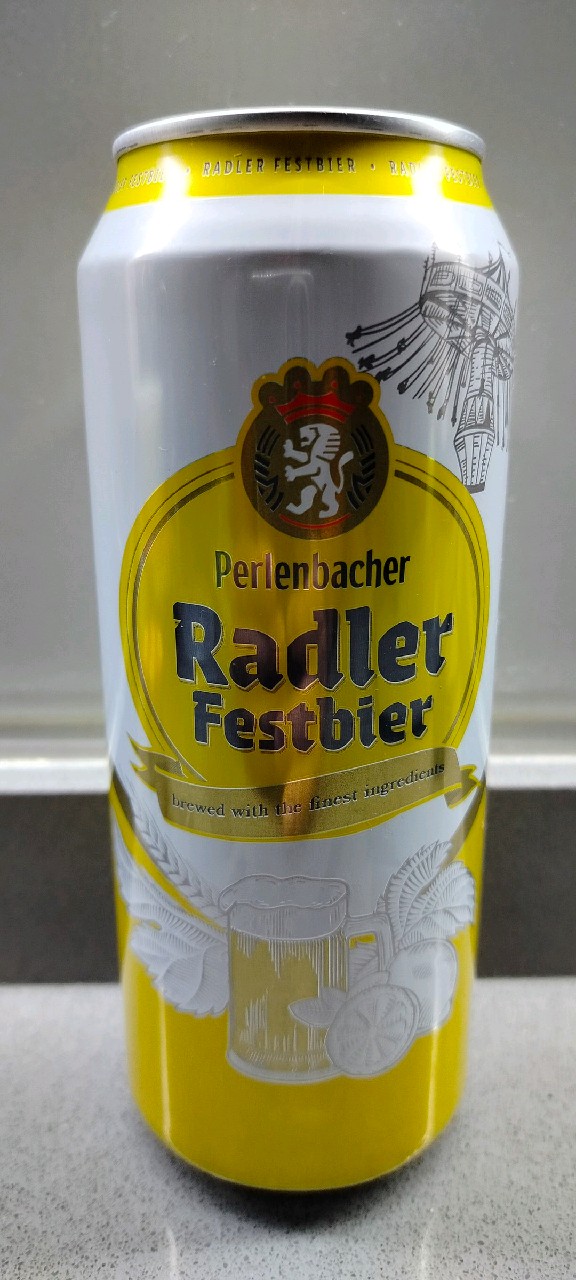 • RADLER FESTBIER •
Perlenbacher
Radler
Festbier
brewed with the finest ingredients